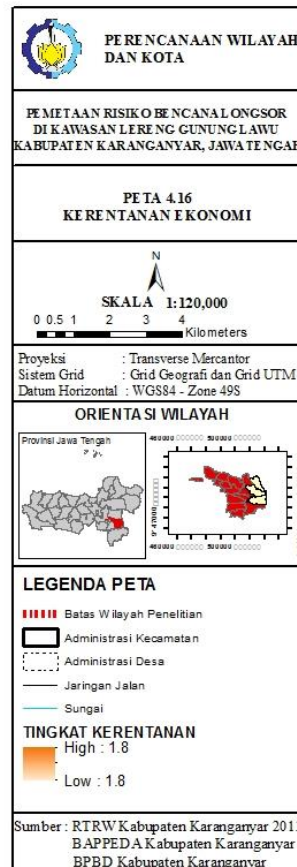 PERENCANAAN WILAYAH
DAN KOTA
PEMETAAN RISIKO BENCANA LONGSOR
DI KAWASAN LERENG GUNUNG LAWU
KABUPATEN KARANGANYAR, JAWA TENGAH
PETA 4.16
KERENTANAN EKONOMI
N
SKALA 1:120,000
0 0.5 1 2 3 4
Kilometers
Proyeksi : Transverse Mercantor
Sistem Grid : Grid Geografi dan Grid UTM
Datum Horizontal : WGS84 - Zone 49S
ORIENTASI WILAYAH
Provinsi Jawa Tengah
LEGENDA PETA
Batas Wilayah Penelitian
Administrasi Kecamatan
Administrasi Desa
Jaringan Jalan
Sungai
TINGKAT KERENTANAN
High : 1.8
Low : 1.8
Sumber : RTRW Kabupaten Karanganyar 201
BAPPEDA Kabupaten Karanganyar
BPBD Kabupaten Karanganyar